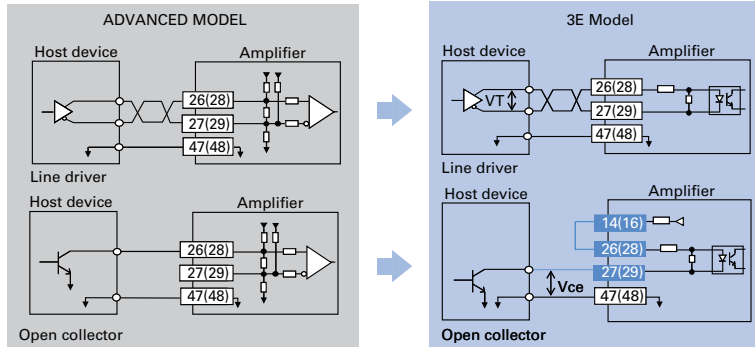 ADVANCED MODEL
Host device
Amplifier
26(28)
27(29)
47(48)
Line driver
Host device
Amplifier
26(28)
27(29)
47(48)
Open collector
3E Model
Host device
Amplifier
VT
26(28)
27(29)
47(48)
Line driver
Host device
Amplifier
14(16)
26(28)
27(29)
Vce
47(48)
Open collector